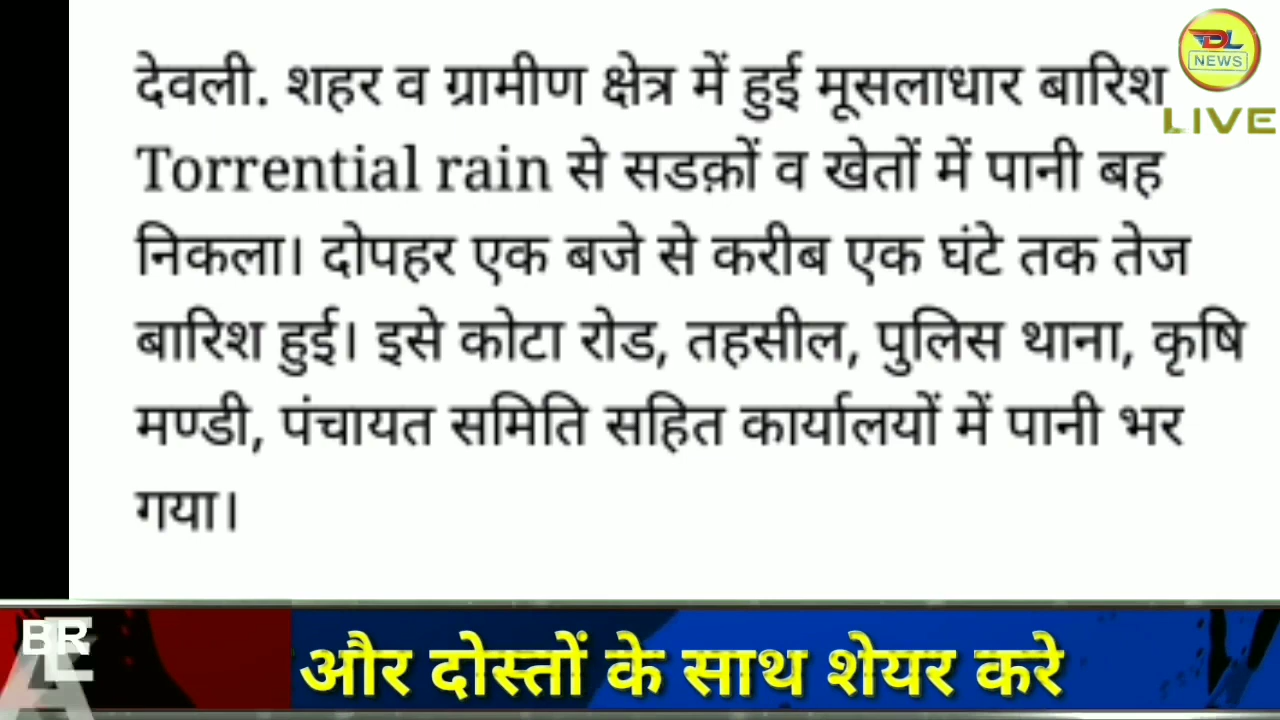 देवली. शहर व ग्रामीण क्षेत्र में हुई मूसलाधार बारिश
Torrential rain से सडक़ों व खेतों में पानी बह
निकला। दोपहर एक बजे से करीब एक घंटे तक तेज
बारिश हुई। इसे कोटा रोड, तहसील, पुलिस थाना, कृषि
मण्डी, पंचायत समिति सहित कार्यालयों में पानी भर
गया।
DL
NEWS
LIVE
और दोस्तों के साथ शेयर करे